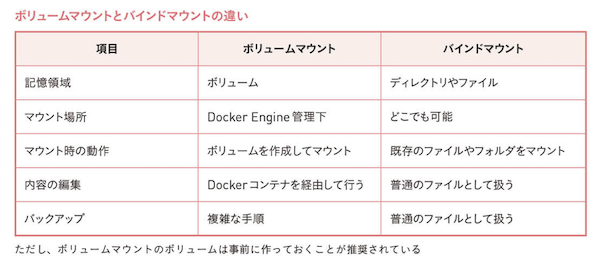 ボリュームマウントとバインドマウントの違い
項目 ボリュームマウント バインドマウント
記憶領域 ボリューム ディレクトリやファイル
マウント場所 Docker Engine管理下 どこでも可能
マウント時の動作 ボリュームを作成してマウント 既存のファイルやフォルダをマウント
内容の編集 Dockerコンテナを経由して行う 普通のファイルとして扱う
バックアップ 複雑な手順 普通のファイルとして扱う
ただし、ボリュームマウントのボリュームは事前に作っておくことが推奨されている